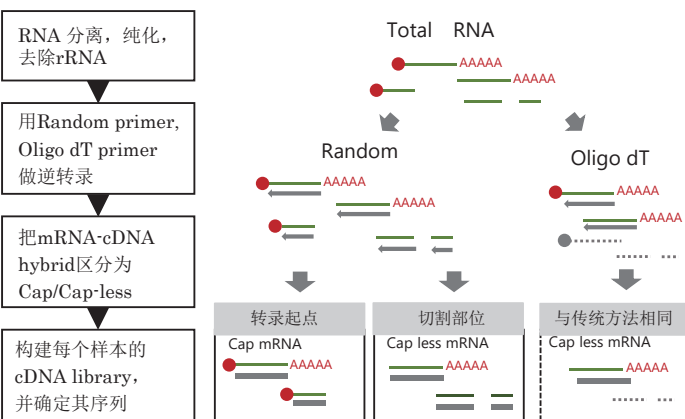 RNA 分离，纯化，
去除rRNA
用Random primer,
Oligo dT primer
做逆转录
把mRNA-cDNA
hybrid区分为
Cap/Cap-less
构建每个样本的
cDNA library，
并确定其序列
Total RNA
AAAAA
AAAAA
Random
Oligo dT
AAAAA
AAAAA
AAAAA
AAAAA
转录起点
切割部位
与传统方法相同
Cap mRNA
Cap less mRNA
Cap less mRNA
AAAAA
AAAAA
AAAAA
AAAAA